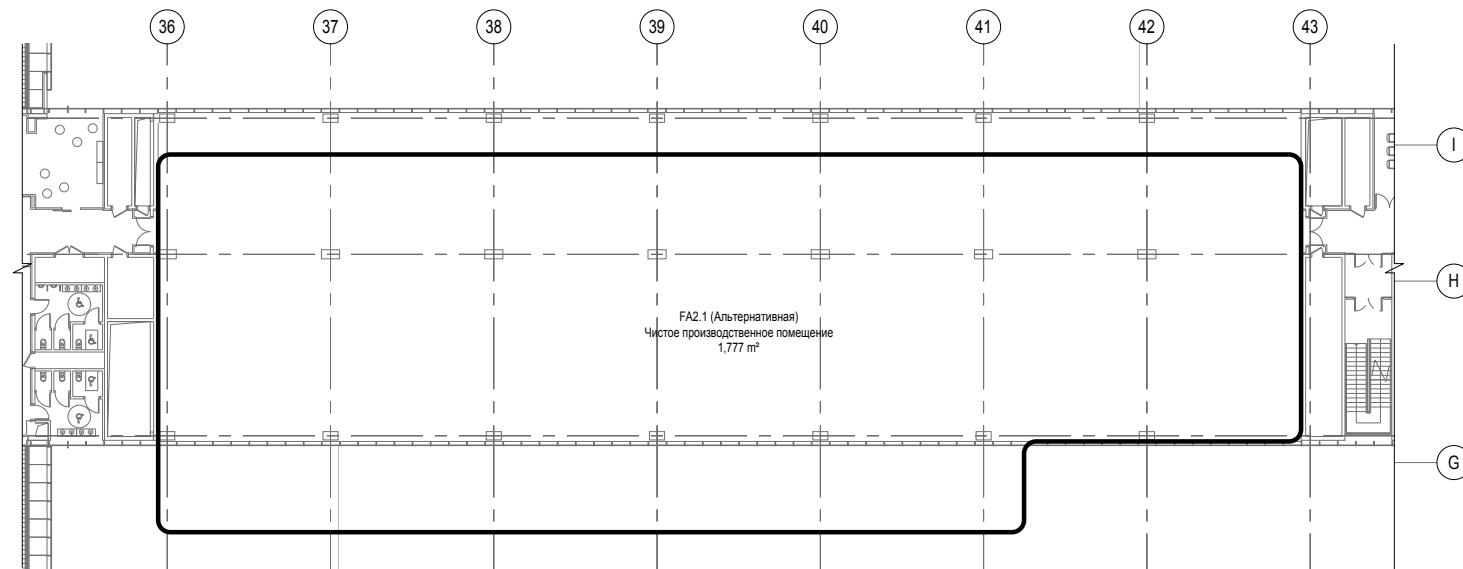 36 37 38 39 40 41 42 43
I
H
FA2.1 (Альтернативная)
Чистое производственное помещение
1,777 m²
G